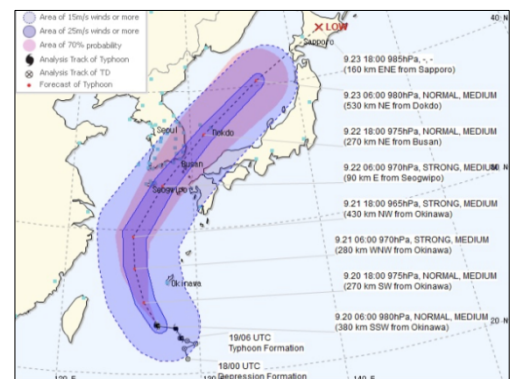 Area of 15m/s winds or more
Area of 25m/s winds or more
Area of 70% probability
Analysis Track of Typhoon
Analysis Track of TD
Forecast of Typhoon
40 N
LOW
Sapporo
9.23 18:00 985hPa, -, -
(160 km ENE from Sapporo)
9.23 06:00 980hPa, NORMAL, MEDIUM
(530 km NE from Dokdo)
Seoul
Dokdo
9.22 18:00 975hPa, NORMAL, MEDIUM
(270 km NE from Busan)
Busan
9.22 06:00 970hPa, STRONG, MEDIUM
(90 km E from Seogwipo)
Seogwipo
9.21 18:00 965hPa, STRONG, MEDIUM
(430 km NW from Okinawa)
9.21 06:00 970hPa, STRONG, MEDIUM
(280 km WNW from Okinawa)
9.20 18:00 975hPa, NORMAL, MEDIUM
(270 km SW from Okinawa)
Okinawa
9.20 06:00 980hPa, NORMAL, MEDIUM
(380 km SSW from Okinawa)
20 N
19/06 UTC
Typhoon Formation
18/00 UTC
Depression Formation